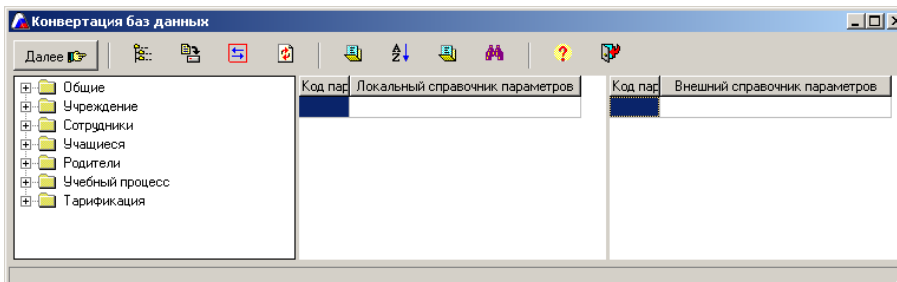 Конвертация баз данных
Далее
Код пар Локальный справочник параметров Код пар Внешний справочник параметров
Общие
Учреждение
Сотрудники
Учащиеся
Родители
Учебный процесс
Тарификация